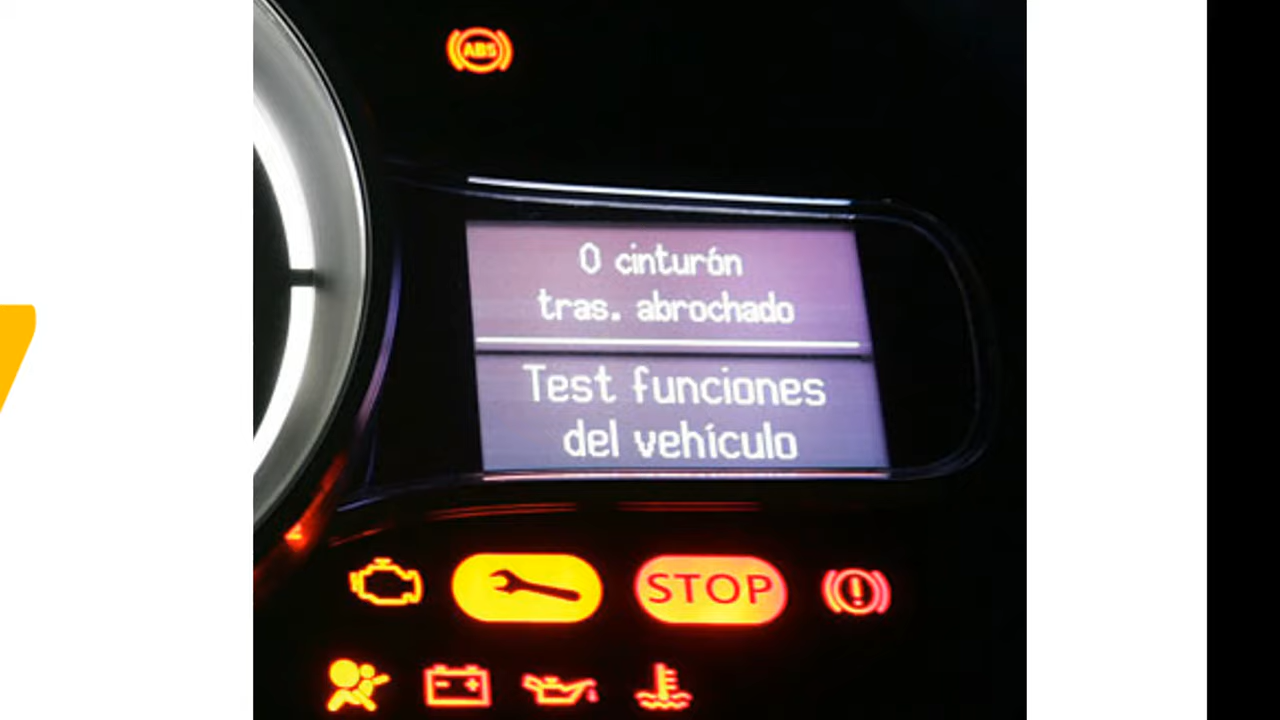 ABS
0 cinturón
tras. abrochado
Test funciones
del vehículo
STOP